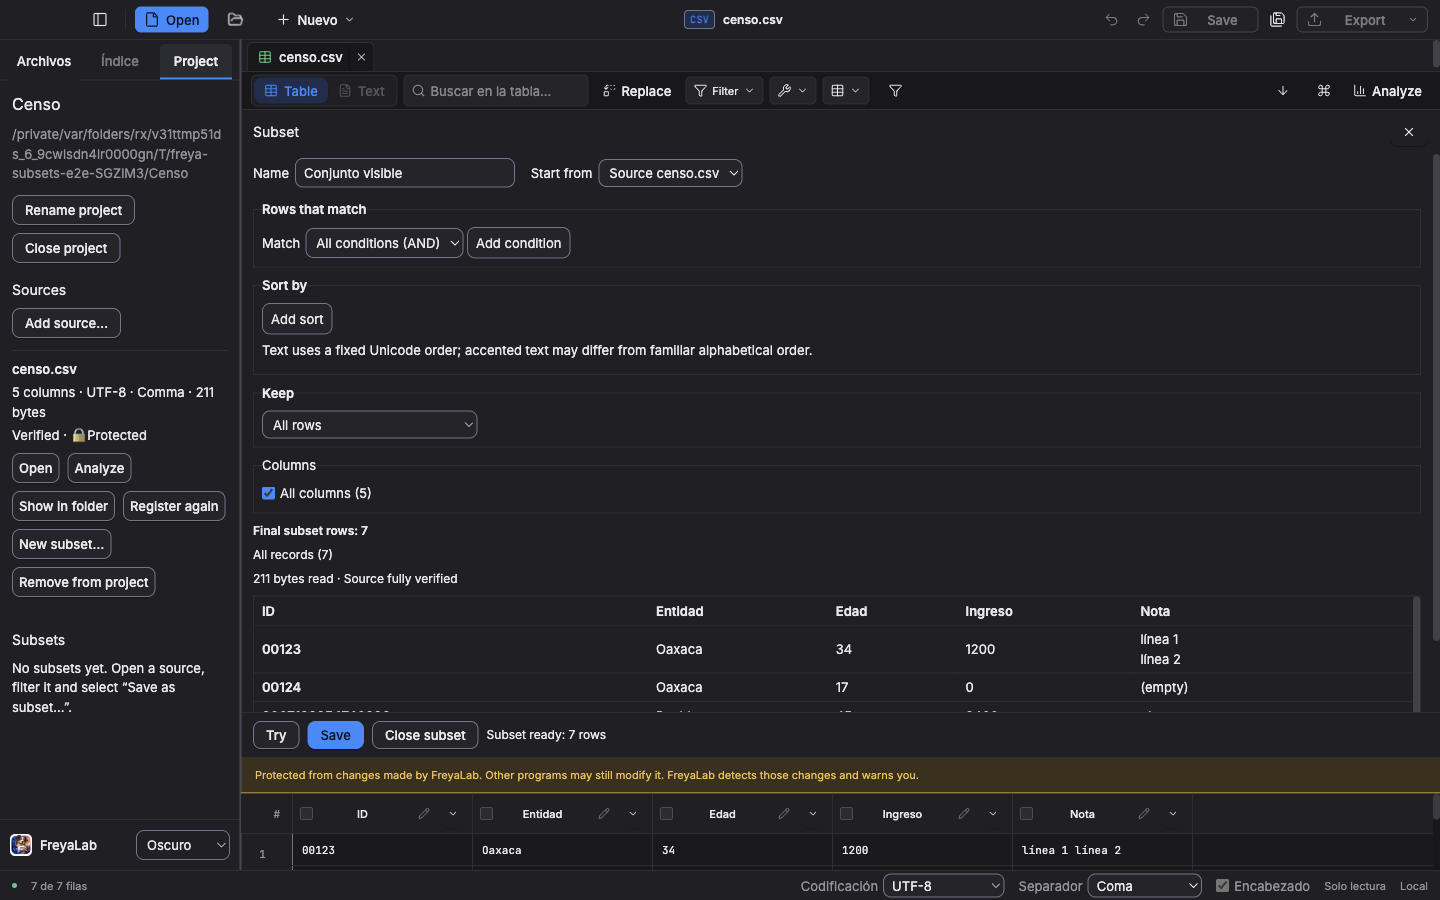 Open
Nuevo
CSV censo.csv
Save
Export
Archivos
Índice
Project
censo.csv
Table
Text
Buscar en la tabla...
Replace
Filter
Analyze
Censo
/private/var/folders/rx/v31ttmp51d
s_6_9cwlsdn4lr0000gn/T/freya-
subsets-e2e-SGZIM3/Censo
Rename project
Close project
Sources
Add source...
censo.csv
5 columns · UTF-8 · Comma · 211
bytes
Verified · 🔒Protected
Open
Analyze
Show in folder
Register again
New subset...
Remove from project
Subsets
No subsets yet. Open a source,
filter it and select “Save as
subset...”.
FreyaLab
Oscuro
Subset
Name
Conjunto visible
Start from
Source censo.csv
Rows that match
Match
All conditions (AND)
Add condition
Sort by
Add sort
Text uses a fixed Unicode order; accented text may differ from familiar alphabetical order.
Keep
All rows
Columns
All columns (5)
Final subset rows: 7
All records (7)
211 bytes read · Source fully verified
ID Entidad Edad Ingreso Nota
00123 Oaxaca 34 1200 línea 1
línea 2
00124 Oaxaca 17 0 (empty)
Try
Save
Close subset
Subset ready: 7 rows
Protected from changes made by FreyaLab. Other programs may still modify it. FreyaLab detects those changes and warns you.
# ID Entidad Edad Ingreso Nota
1 00123 Oaxaca 34 1200 línea 1 línea 2
7 de 7 filas
Codificación
UTF-8
Separador
Coma
Encabezado
Solo lectura
Local